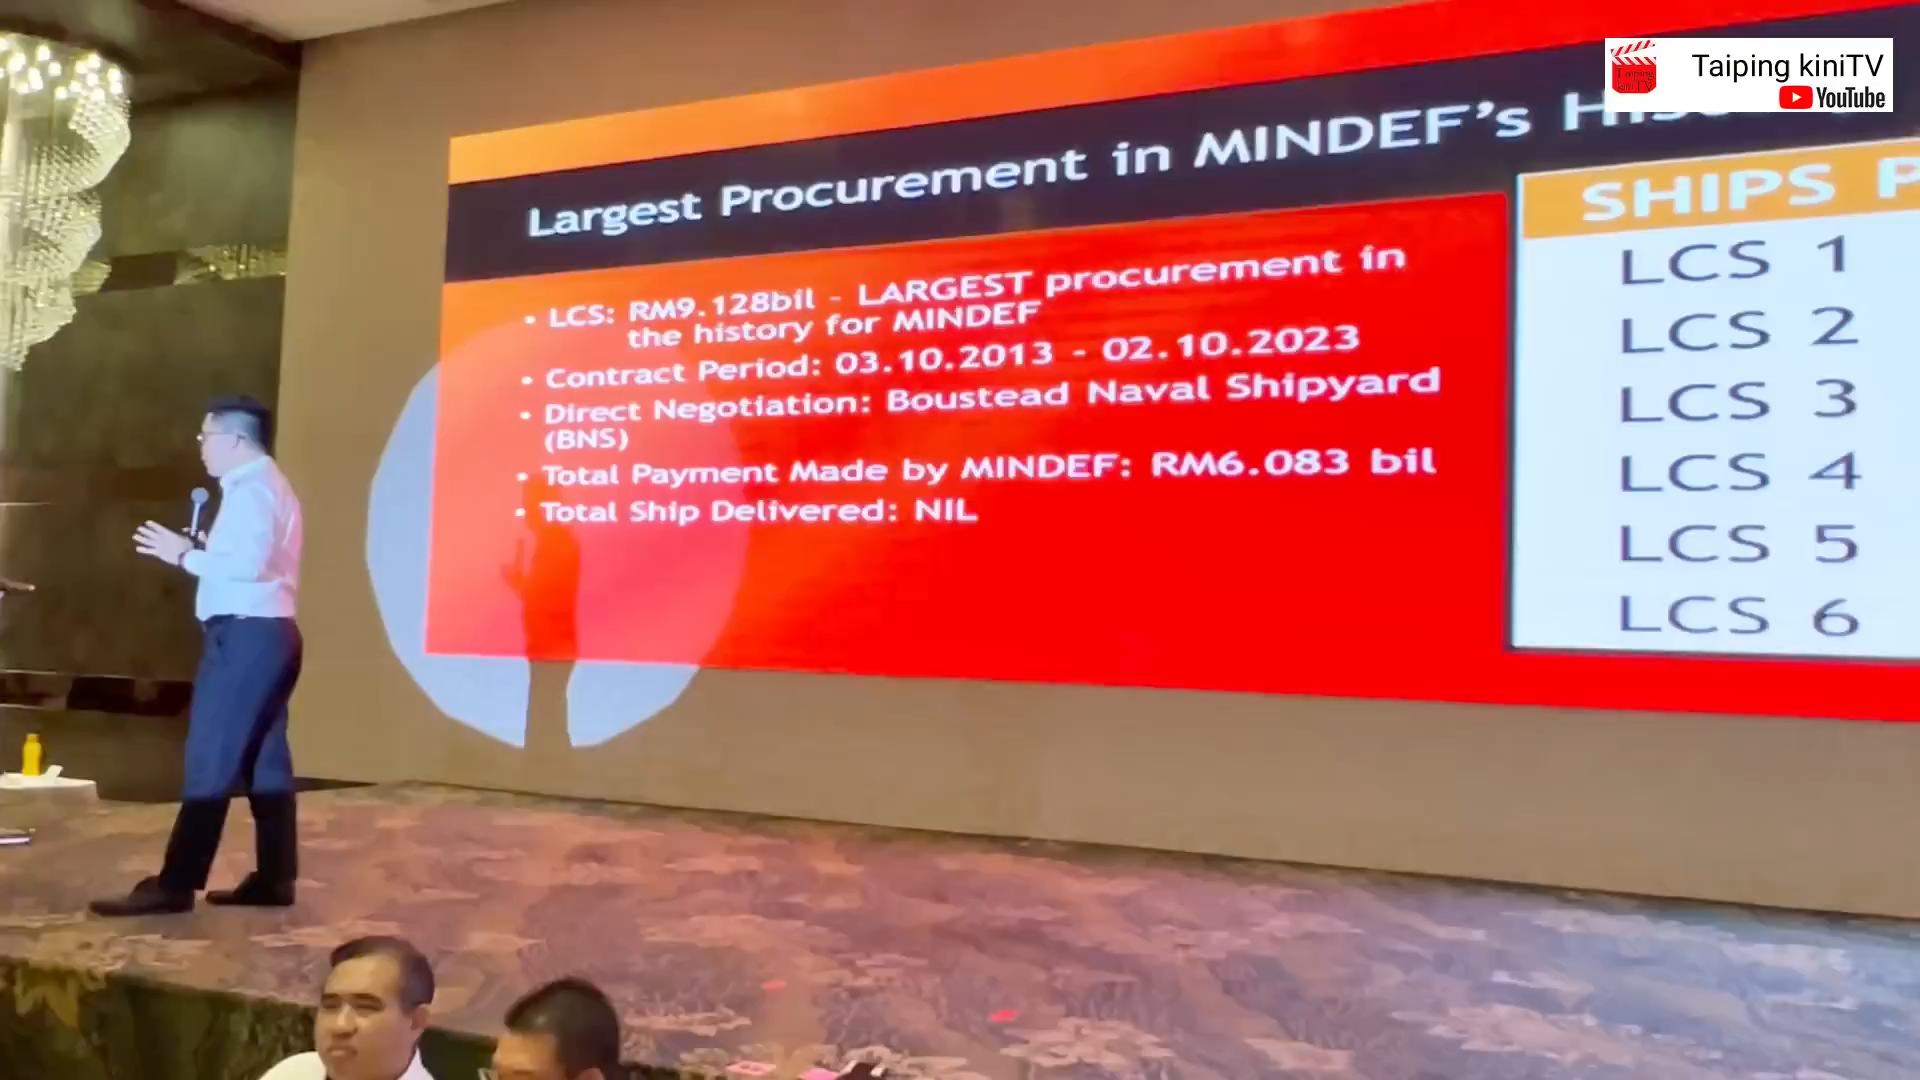 Taiping kiniTV
YouTube
Largest Procurement in MINDEF's
• LCS: RM9.128bil - LARGEST procurement in
the history for MINDEF
• Contract Period: 03.10.2013 - 02.10.2023
• Direct Negotiation: Boustead Naval Shipyard
(BNS)
• Total Payment Made by MINDEF: RM6.083 bil
• Total Ship Delivered: NIL
SHIPS
LCS 1
LCS 2
LCS 3
LCS 4
LCS 5
LCS 6